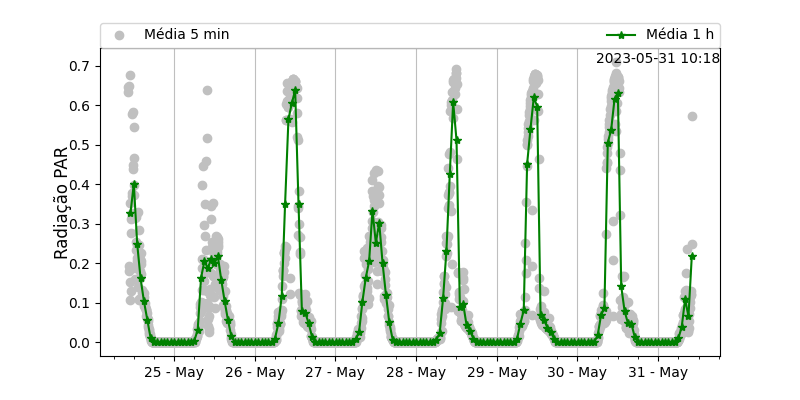 Média 5 min
Média 1 h
2023-05-31 10:18
Radiação PAR
0.7
0.6
0.5
0.4
0.3
0.2
0.1
0.0
25 - May
26 - May
27 - May
28 - May
29 - May
30 - May
31 - May